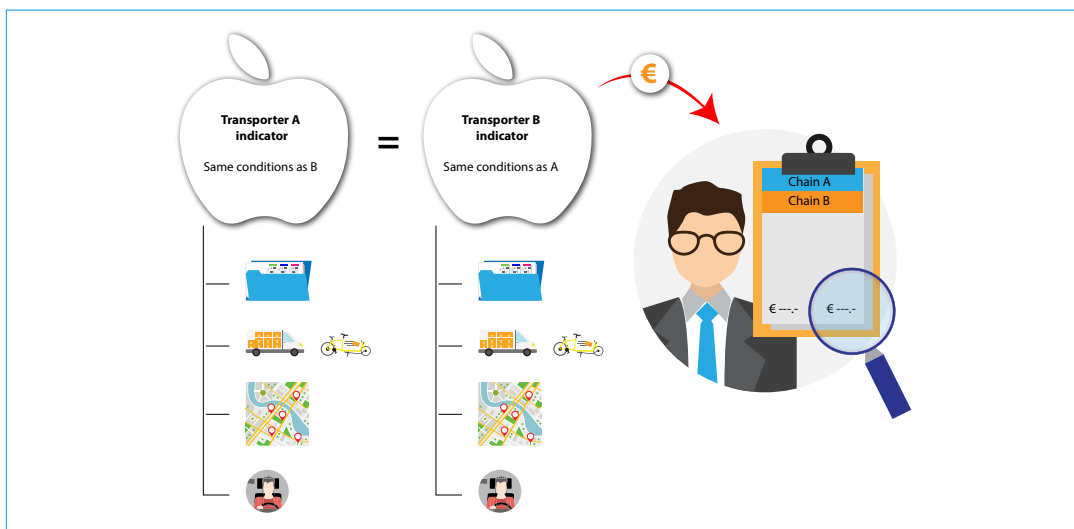 Transporter A
indicator
Same conditions as B
=
Transporter B
indicator
Same conditions as A
€
Chain A
Chain B
€ ---.-
€ ---.-